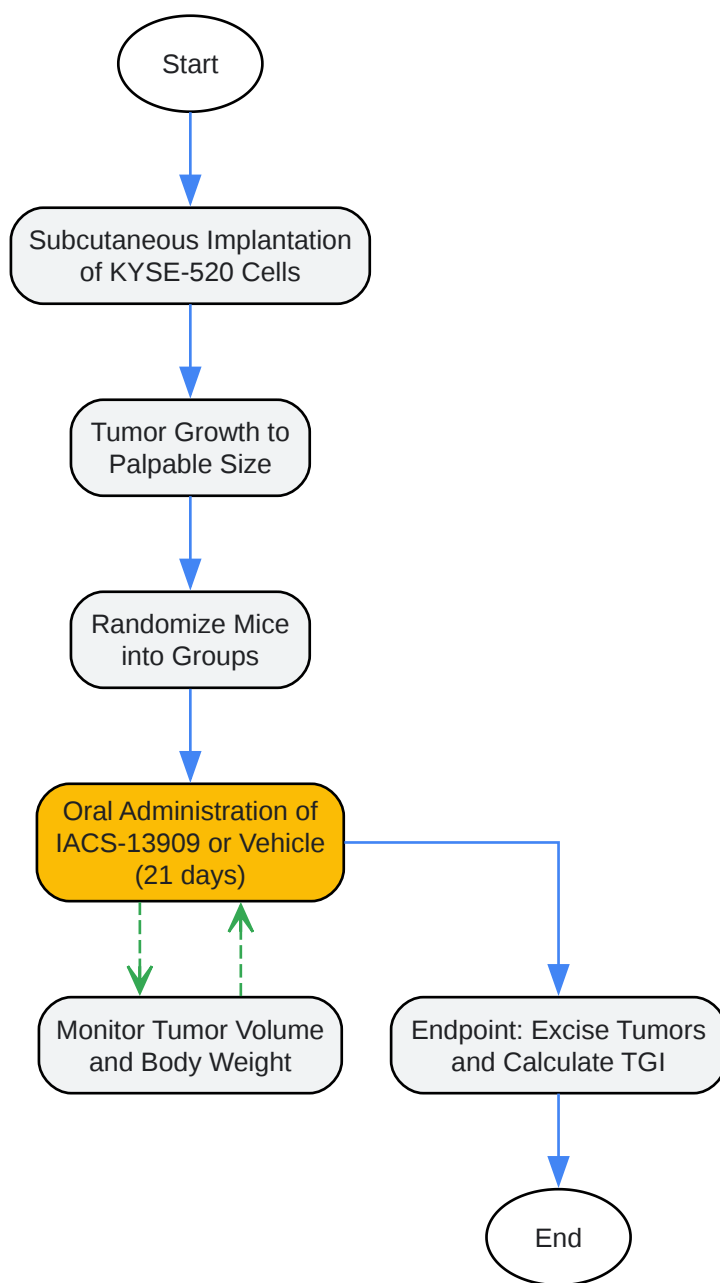 Start
Subcutaneous Implantation
of KYSE-520 Cells
Tumor Growth to
Palpable Size
Randomize Mice
into Groups
Oral Administration of
IACS-13909 or Vehicle
(21 days)
Monitor Tumor Volume
and Body Weight
Endpoint: Excise Tumors
and Calculate TGI
End